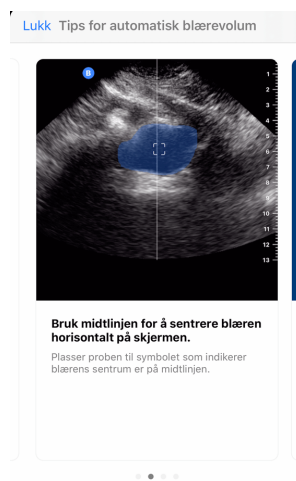 Lukk Tips for automatisk blærevolum
B
1
2
3
4
5
6
7
8
9
10
11
12
13
Bruk midtlinjen for å sentrere blæren
horisontalt på skjermen.
Plasser proben til symbolet som indikerer
blærens sentrum er på midtlinjen.